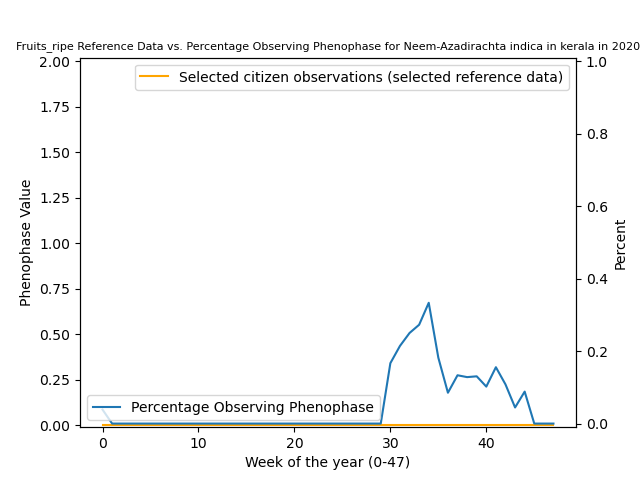 Fruits_ripe Reference Data vs. Percentage Observing Phenophase for Neem-Azadirachta indica in kerala in 2020
Selected citizen observations (selected reference data)
Percentage Observing Phenophase
Phenophase Value
2.00
1.75
1.50
1.25
1.00
0.75
0.50
0.25
0.00
1.0
0.8
0.6
0.4
0.2
0.0
Percent
0 10 20 30 40
Week of the year (0-47)